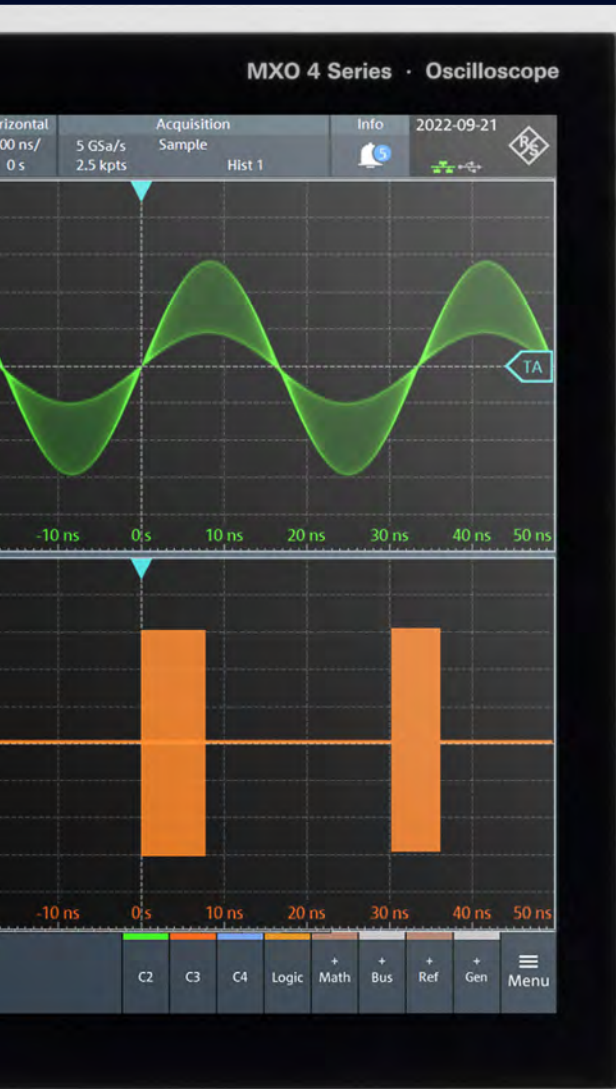 MXO 4 Series · Oscilloscope
rizontal
Acquisition
Info
2022-09-21
00 ns/
5 GSa/s
Sample
5
R&S
0 s
2.5 kpts
Hist 1
TA
-10 ns
0 s
10 ns
20 ns
30 ns
40 ns
50 ns
-10 ns
0 s
10 ns
20 ns
30 ns
40 ns
50 ns
C2
C3
C4
Logic
+
Math
+
Bus
+
Ref
+
Gen
Menu